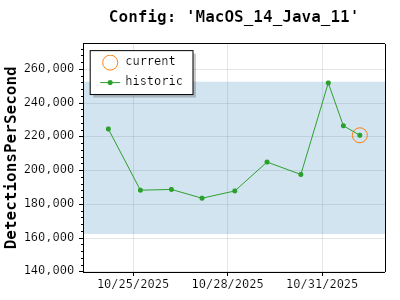 Config: 'MacOS_14_Java_11'
current
historic
DetectionsPerSecond
260,000
240,000
220,000
200,000
180,000
160,000
140,000
10/25/2025 10/28/2025 10/31/2025